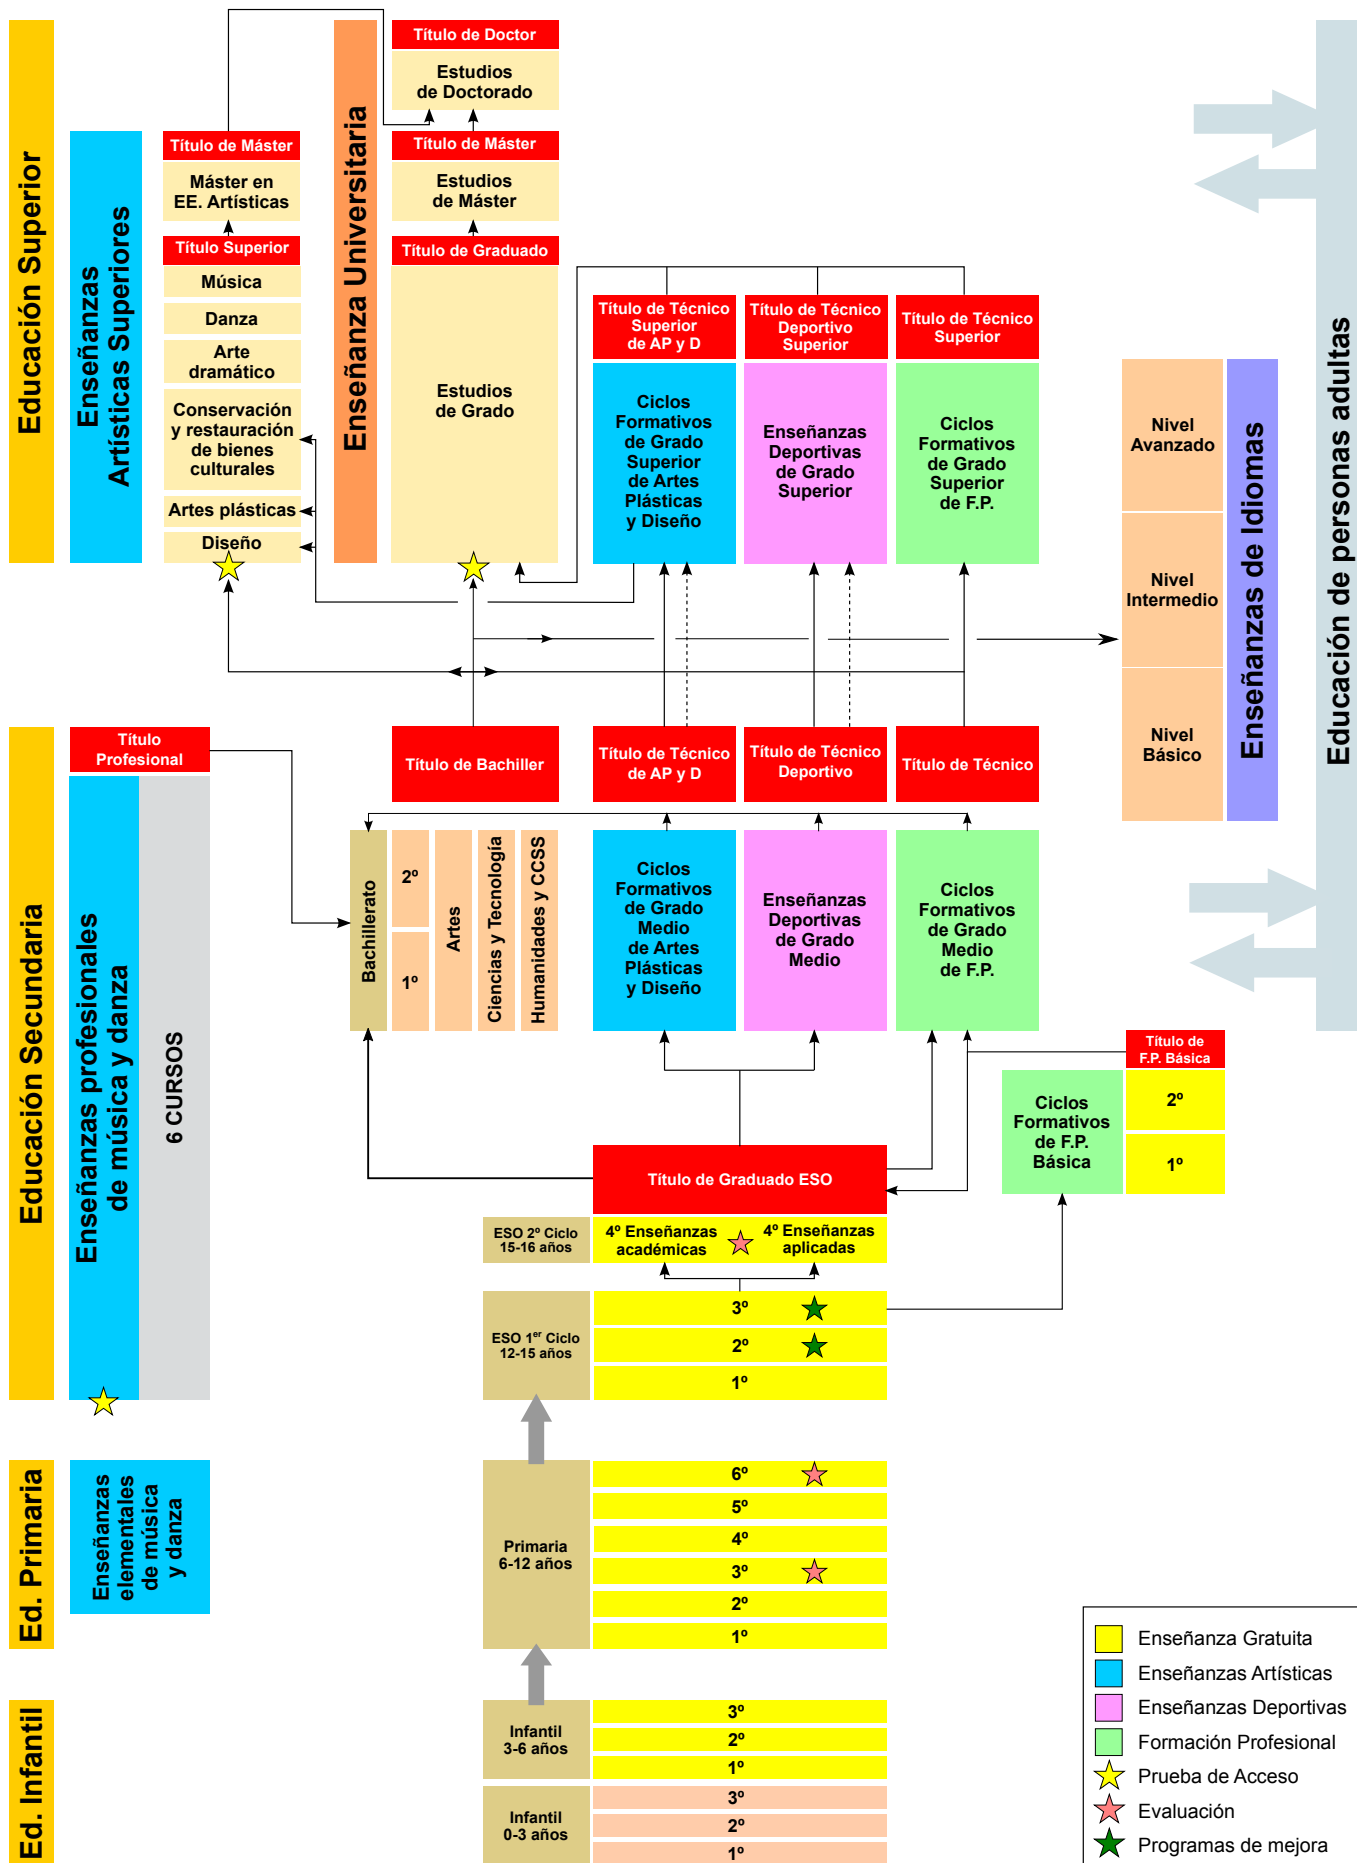 Educación Superior
Enseñanzas
Artísticas Superiores
Título de Máster
Máster en
EE. Artísticas
Título Superior
Música
Danza
Arte
dramático
Conservación
y restauración
de bienes
culturales
Artes plásticas
Diseño
Enseñanza Universitaria
Título de Doctor
Estudios
de Doctorado
Título de Máster
Estudios
de Máster
Título de Graduado
Estudios
de Grado
Título de Técnico
Superior
de AP y D
Ciclos
Formativos
de Grado
Superior
de Artes
Plásticas
y Diseño
Título de Técnico
Deportivo
Superior
Enseñanzas
Deportivas
de Grado
Superior
Título de Técnico
Superior
Ciclos
Formativos
de Grado
Superior
de F.P.
Nivel
Avanzado
Nivel
Intermedio
Nivel
Básico
Enseñanzas de Idiomas
Educación de personas adultas
Educación Secundaria
Título
Profesional
Enseñanzas profesionales
de música y danza
6 CURSOS
Título de Bachiller
Bachillerato
2º
1º
Artes
Ciencias y Tecnología
Humanidades y CCSS
Título de Técnico
de AP y D
Ciclos
Formativos
de Grado
Medio
de Artes
Plásticas
y Diseño
Título de Técnico
Deportivo
Enseñanzas
Deportivas
de Grado
Medio
Título de Técnico
Ciclos
Formativos
de Grado
Medio
de F.P.
Título de
F.P. Básica
Ciclos
Formativos
de F.P.
Básica
2º
1º
Título de Graduado ESO
ESO 2º Ciclo
15-16 años
4º Enseñanzas
académicas
4º Enseñanzas
aplicadas
ESO 1er Ciclo
12-15 años
3º
2º
1º
Ed. Primaria
Enseñanzas
elementales
de música
y danza
Primaria
6-12 años
6º
5º
4º
3º
2º
1º
Ed. Infantil
Infantil
3-6 años
3º
2º
1º
Infantil
0-3 años
3º
2º
1º
Enseñanza Gratuita
Enseñanzas Artísticas
Enseñanzas Deportivas
Formación Profesional
Prueba de Acceso
Evaluación
Programas de mejora